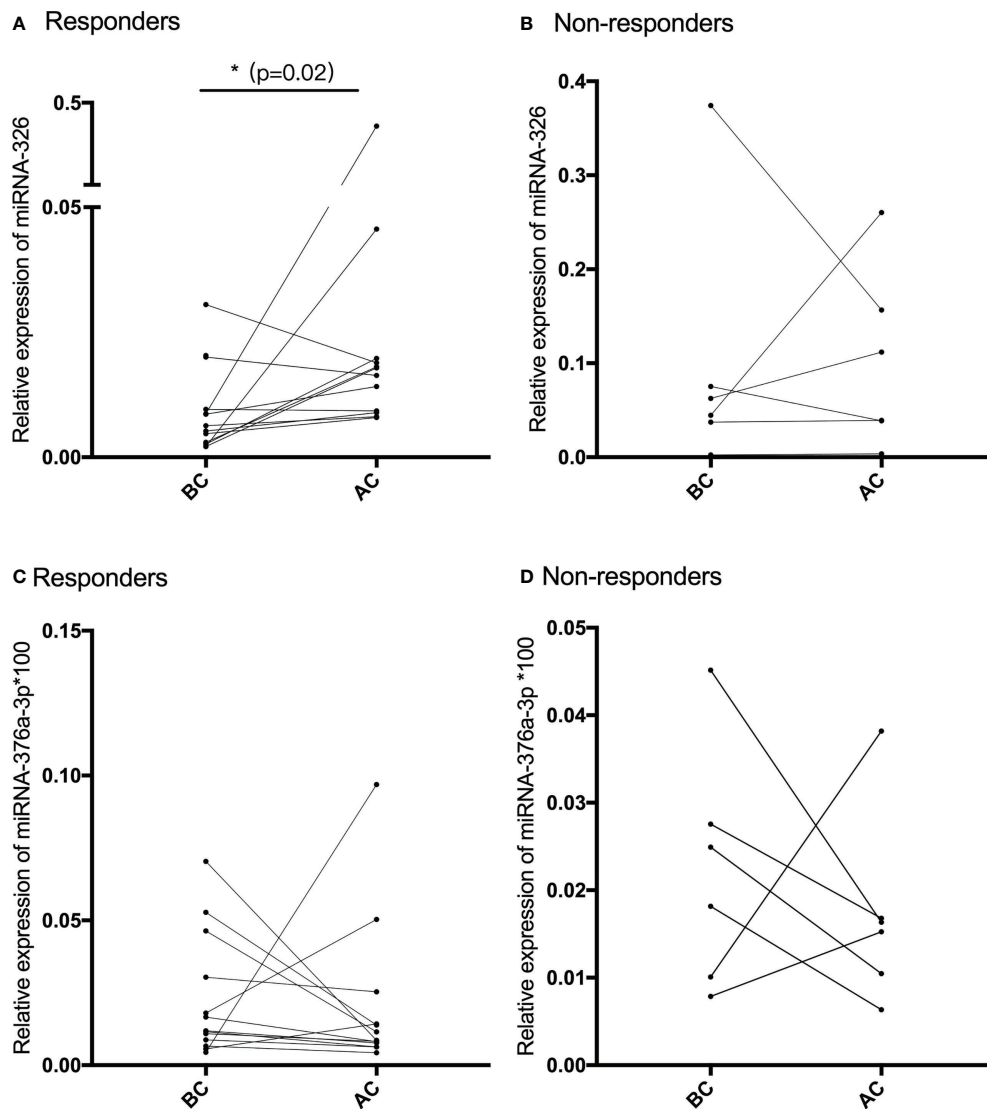 A Responders
* (p=0.02)
Relative expression of miRNA-326
0.5
0.05
0.00
BC
AC
B Non-responders
Relative expression of miRNA-326
0.4
0.3
0.2
0.1
0.0
BC
AC
C Responders
Relative expression of miRNA-376a-3p*100
0.15
0.10
0.05
0.00
BC
AC
D Non-responders
Relative expression of miRNA-376a-3p *100
0.05
0.04
0.03
0.02
0.01
0.00
BC
AC